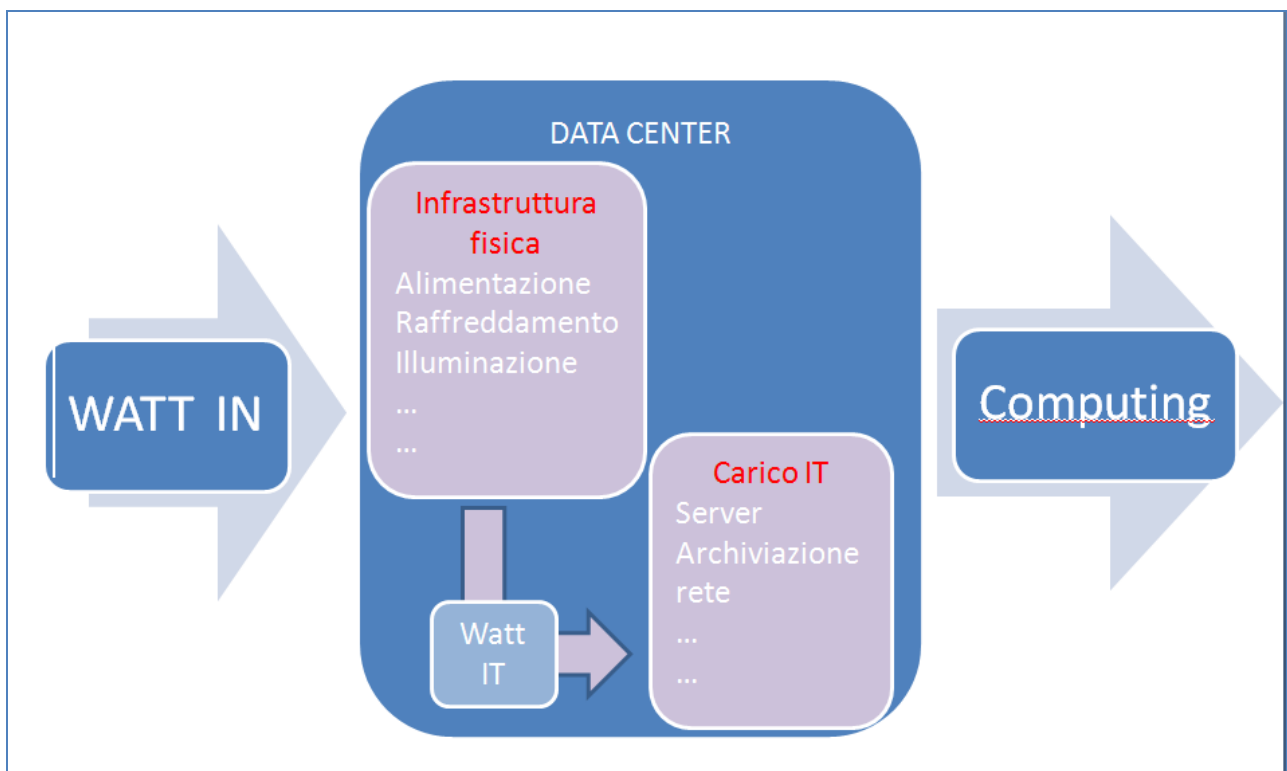 DATA CENTER
WATT IN
Infrastruttura
fisica
Alimentazione
Raffreddamento
Illuminazione
...
...
Watt
IT
Carico IT
Server
Archiviazione
rete
...
...
Computing